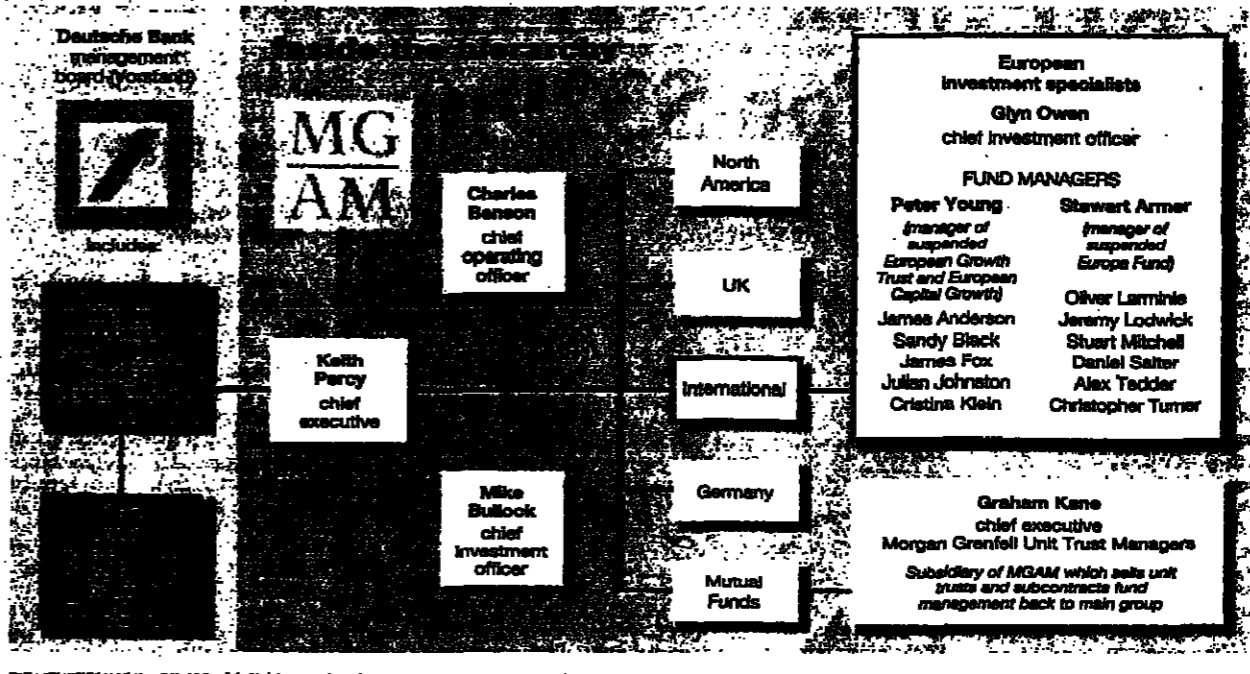 Deutsche Bank
management
board (Vorstand)
includes:
MG
AM
Charles
Benson
chief
operating
officer
Keith
Percy
chief
executive
Mike
Bullock
chief
investment
officer
North
America
UK
International
Germany
Mutual
Funds
European
investment specialists
Glyn Owen
chief investment officer
FUND MANAGERS
Peter Young
(manager of
suspended
European Growth
Trust and European
Capital Growth)
James Anderson
Sandy Black
James Fox
Julian Johnston
Cristina Klein
Stewart Armer
(manager of
suspended
Europa Fund)
Oliver Larminie
Jeremy Lodwick
Stuart Mitchell
Daniel Salter
Alex Tedder
Christopher Turner
Graham Kane
chief executive
Morgan Grenfell Unit Trust Managers
Subsidiary of MGAM which sells unit
trusts and subcontracts fund
management back to main group